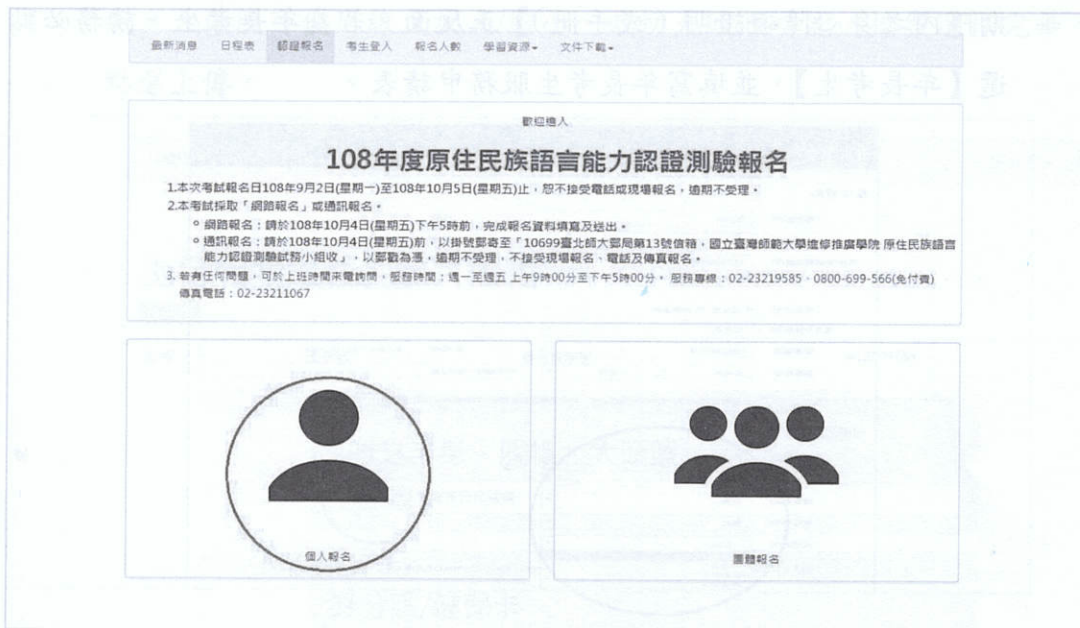 最新消息 日程表 認證報名 考生登入 報名人數 學習資源 文件下載
歡迎進入
108年度原住民族語言能力認證測驗報名
1.本次考試報名日108年9月2日(星期一)至108年10月5日(星期五)止，恕不接受電話或現場報名，逾期不受理。
2.本考試採取「網路報名」或通訊報名。
網路報名：請於108年10月4日(星期五)下午5時前，完成報名資料填寫及送出。
通訊報名：請於108年10月4日(星期五)前，以掛號郵寄至「10699臺北師大郵局第13號信箱，國立臺灣師範大學進修推廣學院 原住民族語言
能力認證測驗試務小組收」，以郵戳為憑，逾期不受理，不接受現場報名、電話及傳真報名。
3. 若有任何問題，可於上班時間來電詢問，服務時間：週一至週五 上午9時00分至下午5時00分。 服務專線：02-23219585、0800-699-566(免付費)
傳真電話：02-23211067
個人報名
團體報名